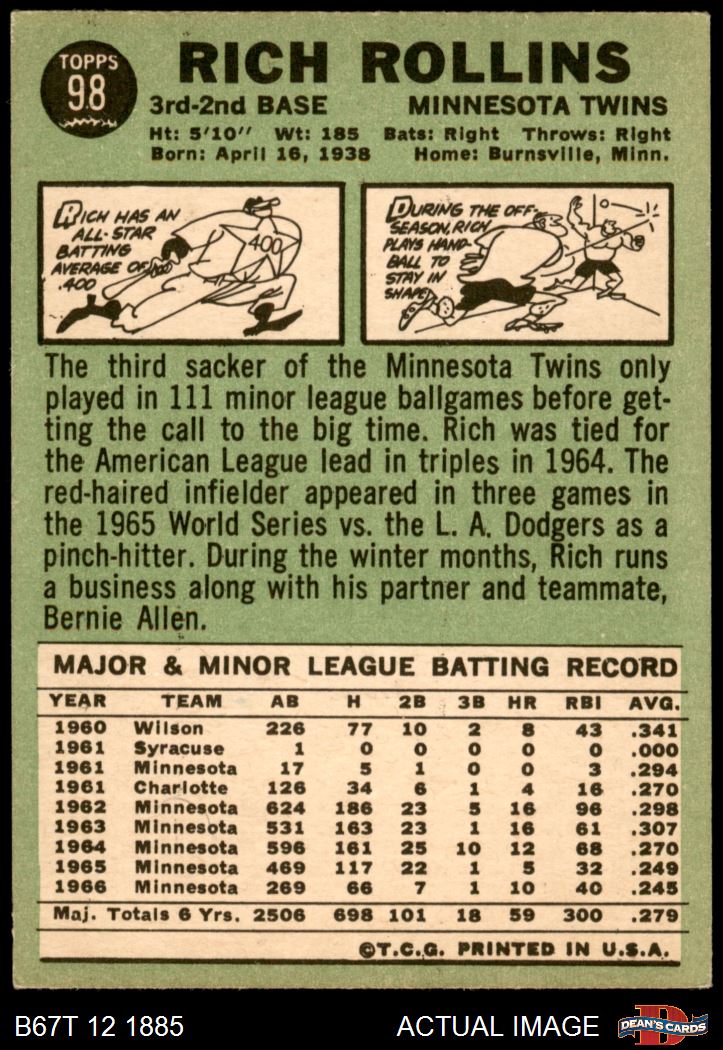 TOPPS
98
RICH ROLLINS
3rd-2nd BASE MINNESOTA TWINS
Ht: 5'10" Wt: 185 Bats: Right Throws: Right
Born: April 16, 1938 Home: Burnsville, Minn.
RICH HAS AN
ALL-STAR
BATTING
AVERAGE OF
.400
400
DURING THE OFF-
SEASON, RICH
PLAYS HAND-
BALL TO
STAY IN
SHAPE
The third sacker of the Minnesota Twins only
played in 111 minor league ballgames before get-
ting the call to the big time. Rich was tied for
the American League lead in triples in 1964. The
red-haired infielder appeared in three games in
the 1965 World Series vs. the L. A. Dodgers as a
pinch-hitter. During the winter months, Rich runs
a business along with his partner and teammate,
Bernie Allen.
MAJOR & MINOR LEAGUE BATTING RECORD
YEAR TEAM AB H 2B 3B HR RBI AVG.
1960 Wilson 226 77 10 2 8 43 .341
1961 Syracuse 1 0 0 0 0 0 .000
1961 Minnesota 17 5 1 0 0 3 .294
1961 Charlotte 126 34 6 1 4 16 .270
1962 Minnesota 624 186 23 5 16 96 .298
1963 Minnesota 531 163 23 1 16 61 .307
1964 Minnesota 596 161 25 10 12 68 .270
1965 Minnesota 469 117 22 1 5 32 .249
1966 Minnesota 269 66 7 1 10 40 .245
Maj. Totals 6 Yrs. 2506 698 101 18 59 300 .279
©T.C.G. PRINTED IN U.S.A.
B67T 12 1885 ACTUAL IMAGE
D
DEAN'S CARDS